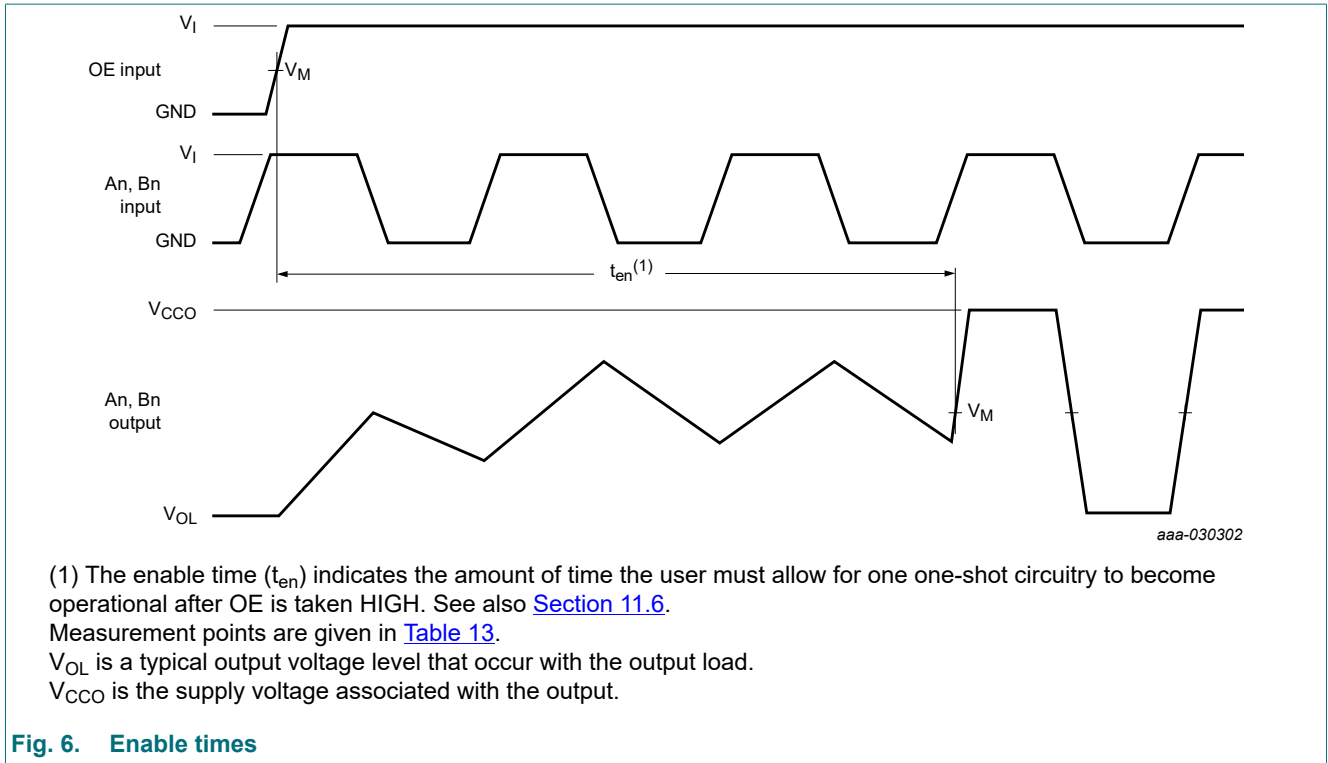 V_I
OE input
V_M
GND
V_I
An, Bn
input
GND
t_en^(1)
V_CCO
An, Bn
output
V_M
V_OL
aaa-030302
(1) The enable time (t_en) indicates the amount of time the user must allow for one one-shot circuitry to become
operational after OE is taken HIGH. See also Section 11.6.
Measurement points are given in Table 13.
V_OL is a typical output voltage level that occur with the output load.
V_CCO is the supply voltage associated with the output.
Fig. 6. Enable times